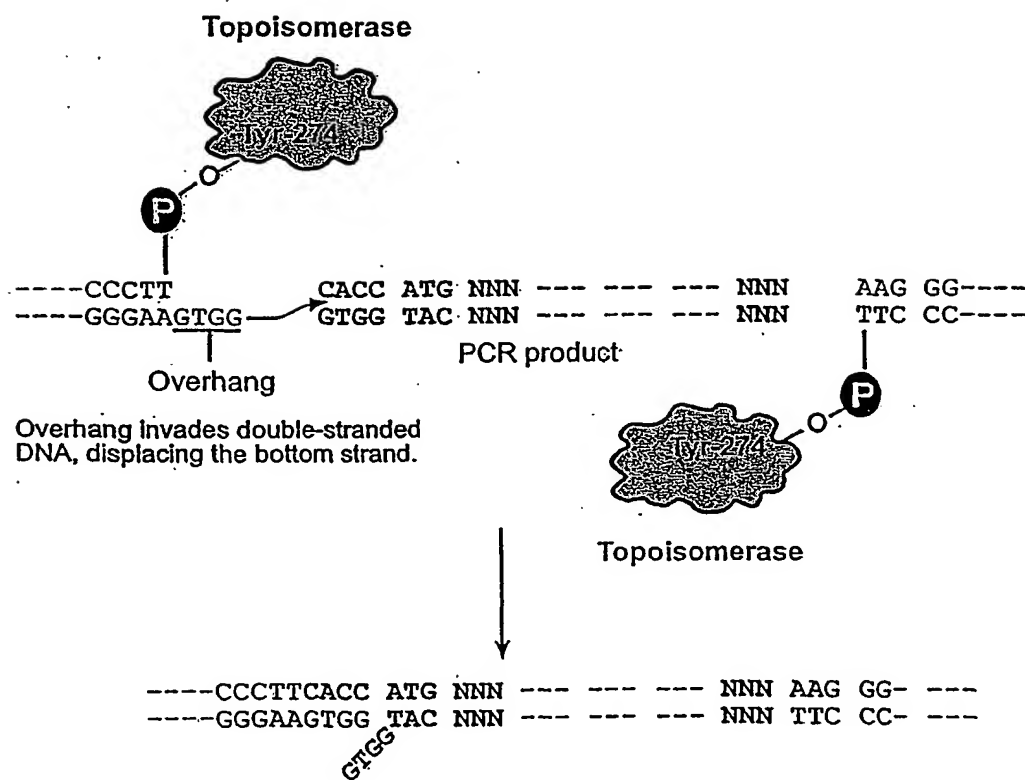 Topoisomerase
Tyr-274
P
O
----CCCTT
----GGGAAGTGG
Overhang
Overhang invades double-stranded
DNA, displacing the bottom strand.
CACC ATG NNN --- --- --- --- NNN
GTGG TAC NNN --- --- --- --- NNN
PCR product
AAG GG----
TTC CC----
P
O
Tyr-274
Topoisomerase
----CCCTTCACC ATG NNN --- --- --- --- NNN AAG GG- ---
----GGGAAGTGG TAC NNN --- --- --- --- NNN TTC CC- ---
GTGG